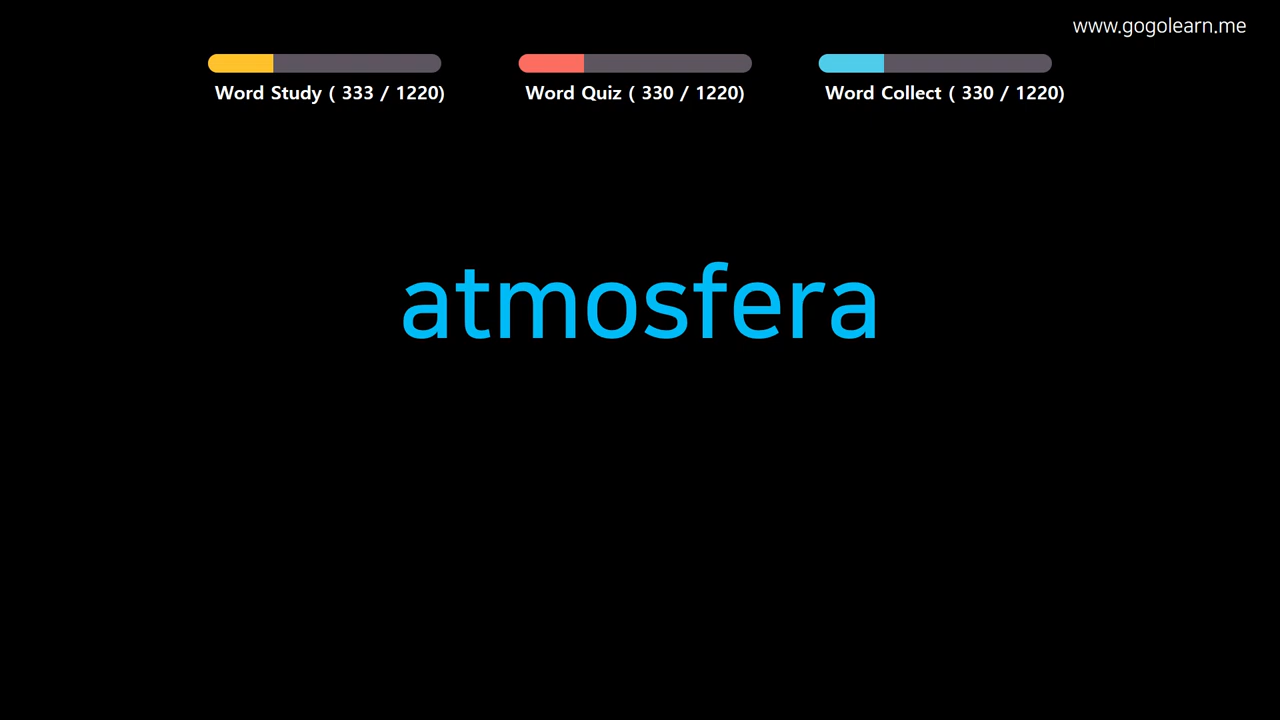 www.gogolearn.me
Word Study ( 333 / 1220)
Word Quiz ( 330 / 1220)
Word Collect ( 330 / 1220)
atmosfera